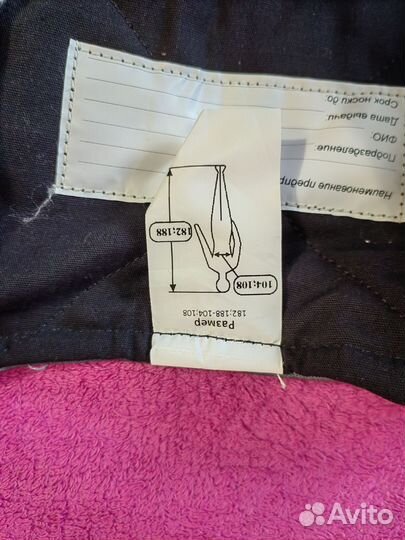 Наименование предпр
Подразделение:
ФИО:
Дата выдачи:
Срок носки до:
Размер
182;188-104;108
104;108
182;188
Avito